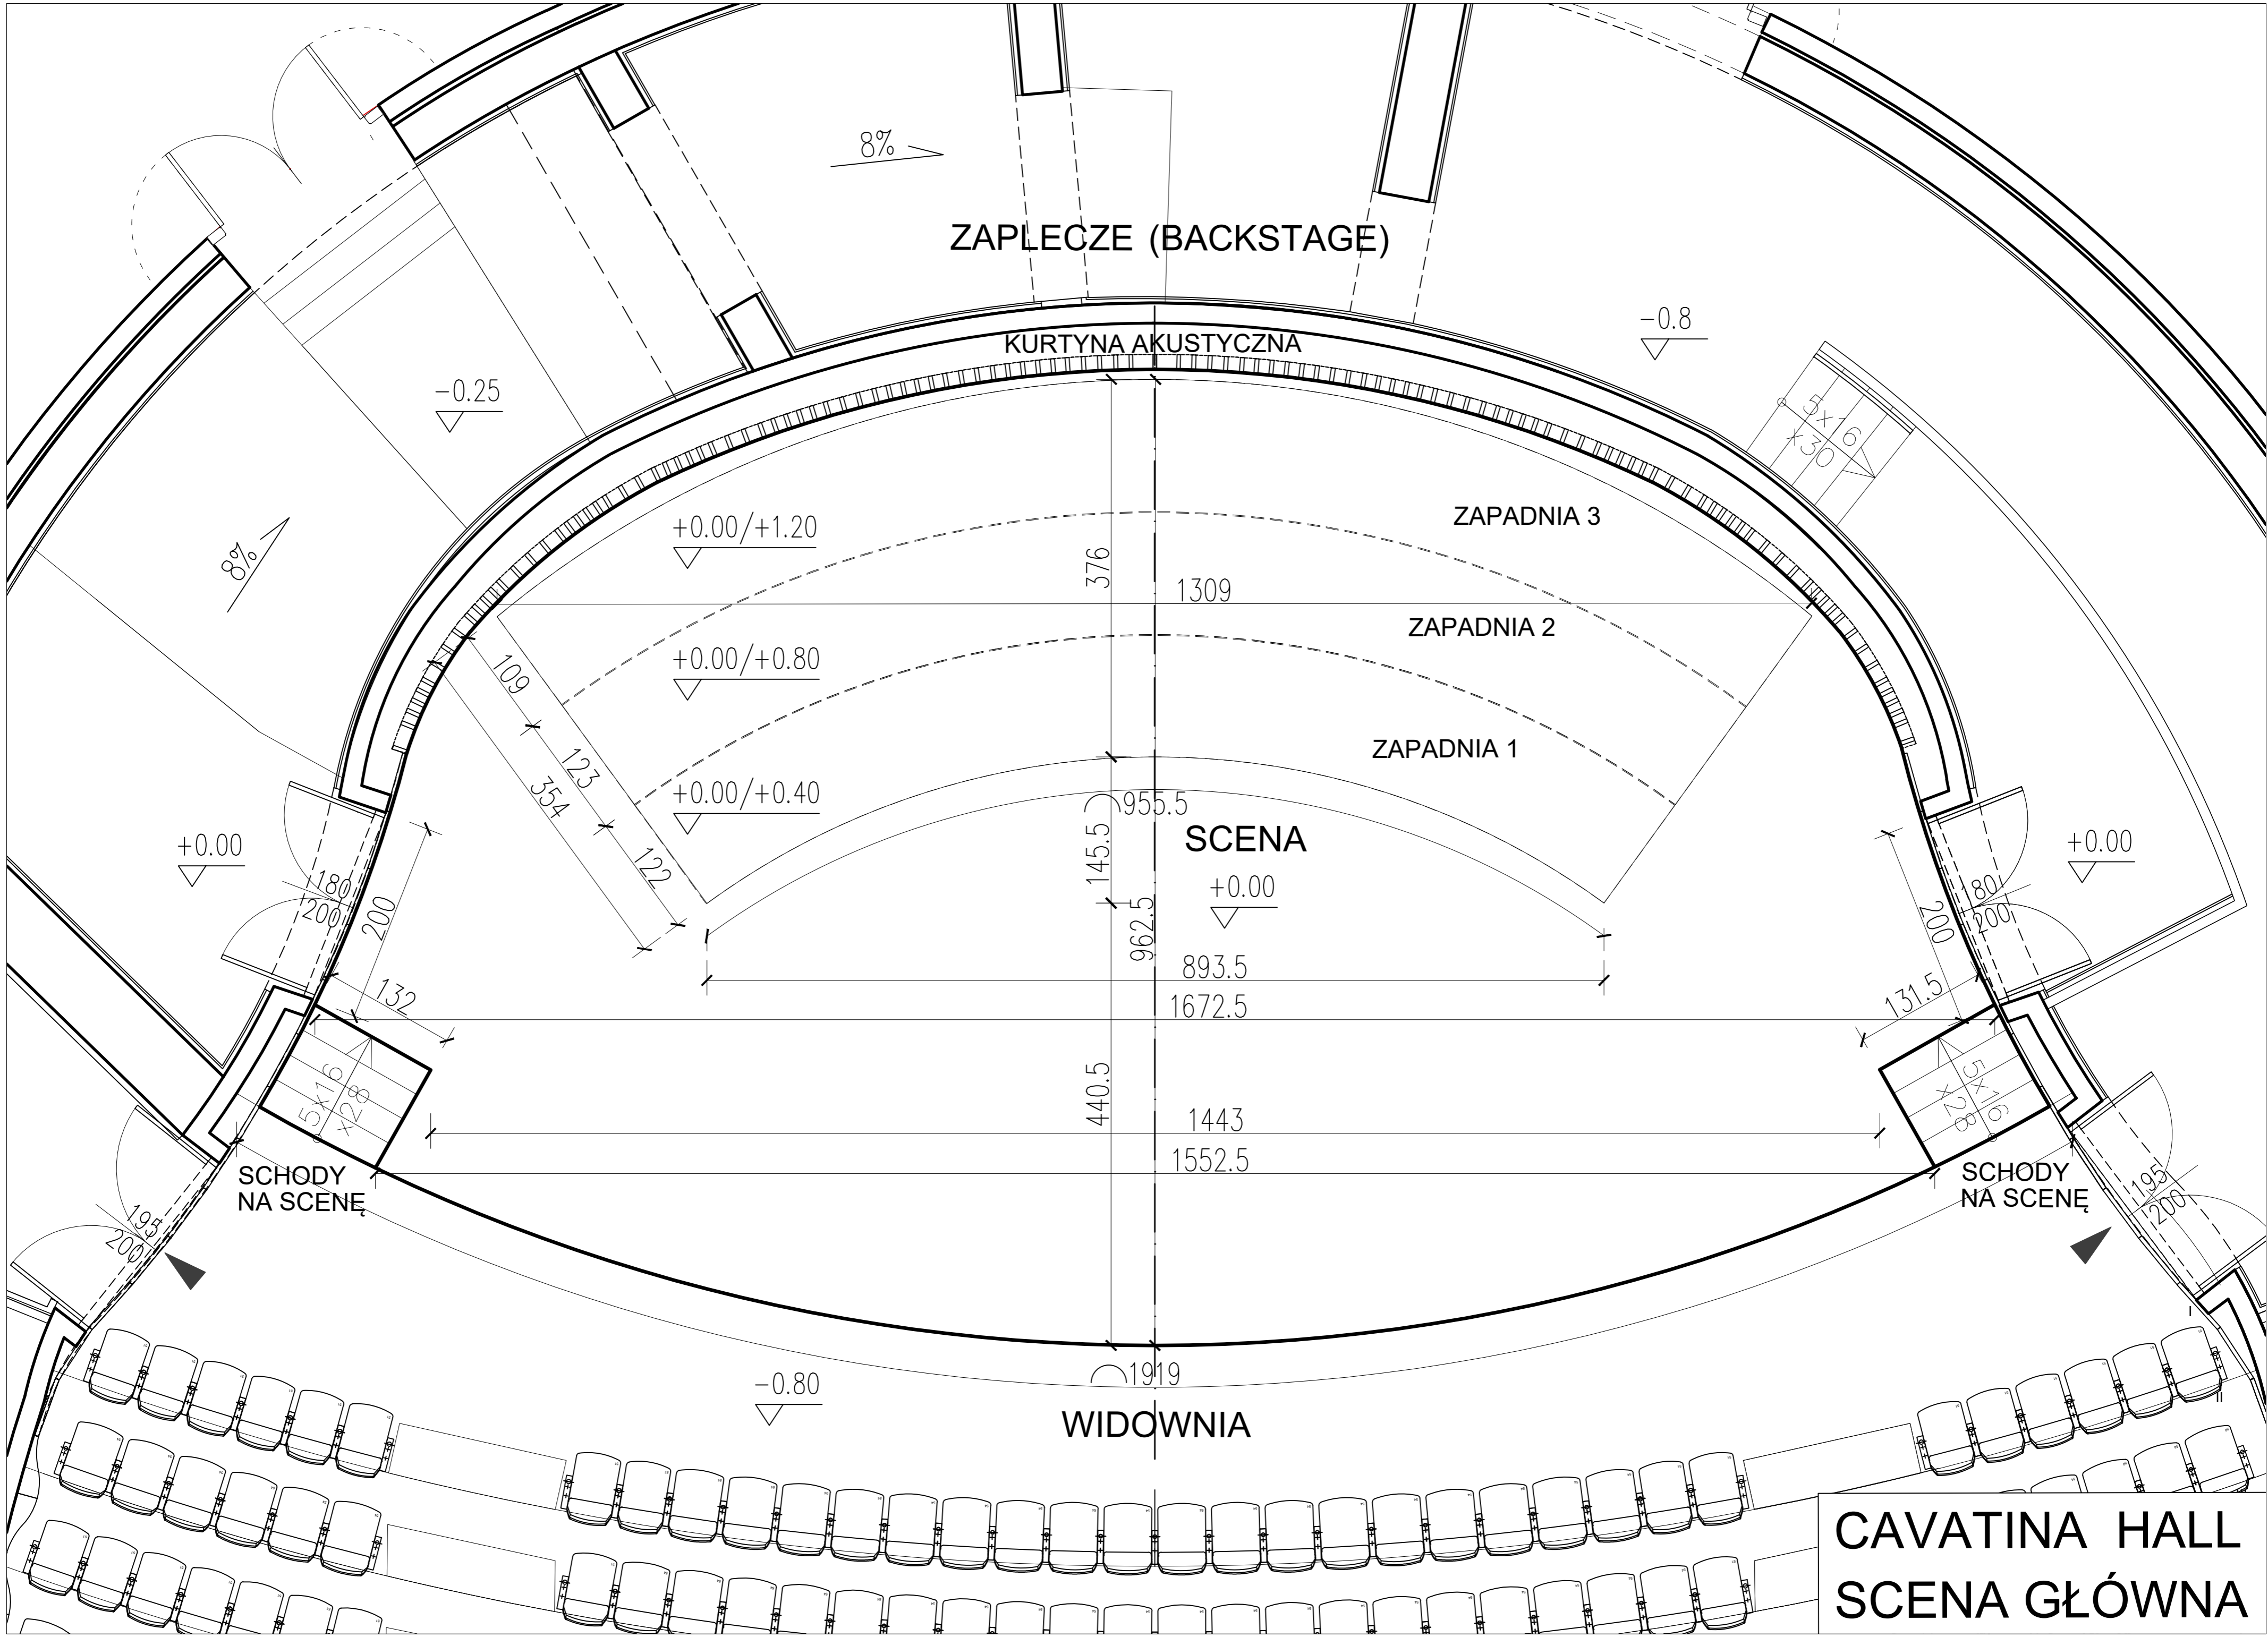 8%
ZAPLECZE (BACKSTAGE)
-0.8
KURTYNA AKUSTYCZNA
-0.25
5x16
x30
ZAPADNIA 3
+0.00/+1.20
8%
376
1309
ZAPADNIA 2
+0.00/+0.80
109
ZAPADNIA 1
123
354
+0.00/+0.40
955.5
SCENA
145.5
+0.00
+0.00
122
180
200
200
+0.00
962.5
200
180
200
893.5
132
1672.5
131.5
5x16
x28
440.5
1443
5x16
x28
1552.5
SCHODY
NA SCENĘ
SCHODY
NA SCENĘ
195
200
195
200
1919
-0.80
WIDOWNIA
I
II
CAVATINA HALL
SCENA GŁÓWNA